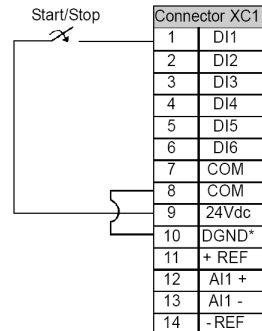 Start/Stop
Connector XC1
1 DI1
2 DI2
3 DI3
4 DI4
5 DI5
6 DI6
7 COM
8 COM
9 24Vdc
10 DGND*
11 + REF
12 AI1 +
13 AI1 -
14 - REF